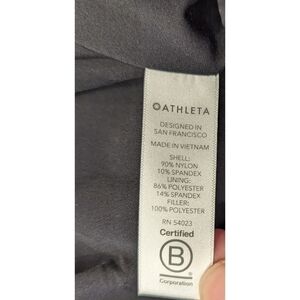 ATHLETA
DESIGNED IN
SAN FRANCISCO
MADE IN VIETNAM
SHELL:
90% NYLON
10% SPANDEX
LINING:
86% POLYESTER
14% SPANDEX
FILLER:
100% POLYESTER
RN 54023
Certified
B
Corporation